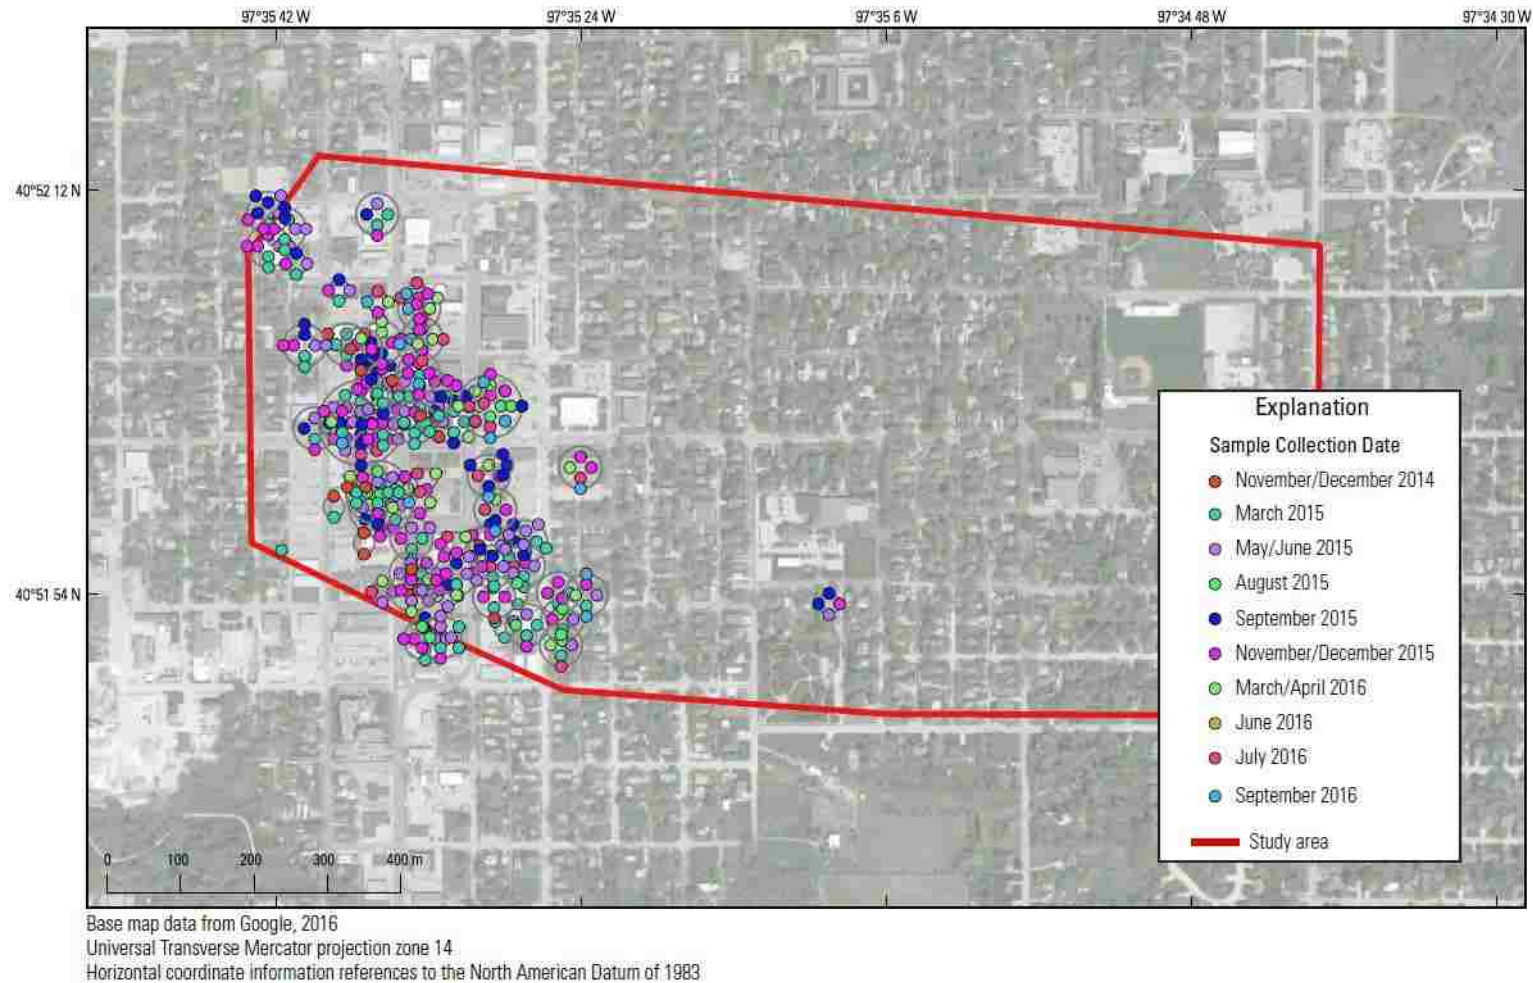 97°35 42 W
97°35 24 W
97°35 6 W
97°34 48 W
97°34 30 W
40°52 12 N
40°51 54 N
Explanation
Sample Collection Date
November/December 2014
March 2015
May/June 2015
August 2015
September 2015
November/December 2015
March/April 2016
June 2016
July 2016
September 2016
Study area
0 100 200 300 400 m
Base map data from Google, 2016
Universal Transverse Mercator projection zone 14
Horizontal coordinate information references to the North American Datum of 1983